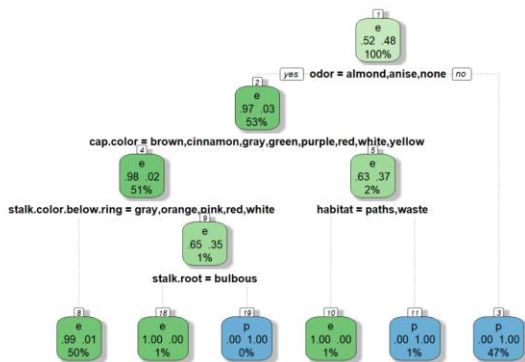 1
e
.52 .48
100%
yes odor = almond,anise,none no
2
e
.97 .03
53%
cap.color = brown,cinnamon,gray,green,purple,red,white,yellow
4
e
.98 .02
51%
5
e
.63 .37
2%
stalk.color.below.ring = gray,orange,pink,red,white
habitat = paths,waste
9
e
.65 .35
1%
stalk.root = bulbous
8
e
.99 .01
50%
18
e
1.00 .00
1%
19
p
.00 1.00
0%
10
e
1.00 .00
1%
11
p
.00 1.00
1%
3
p
.00 1.00
47%